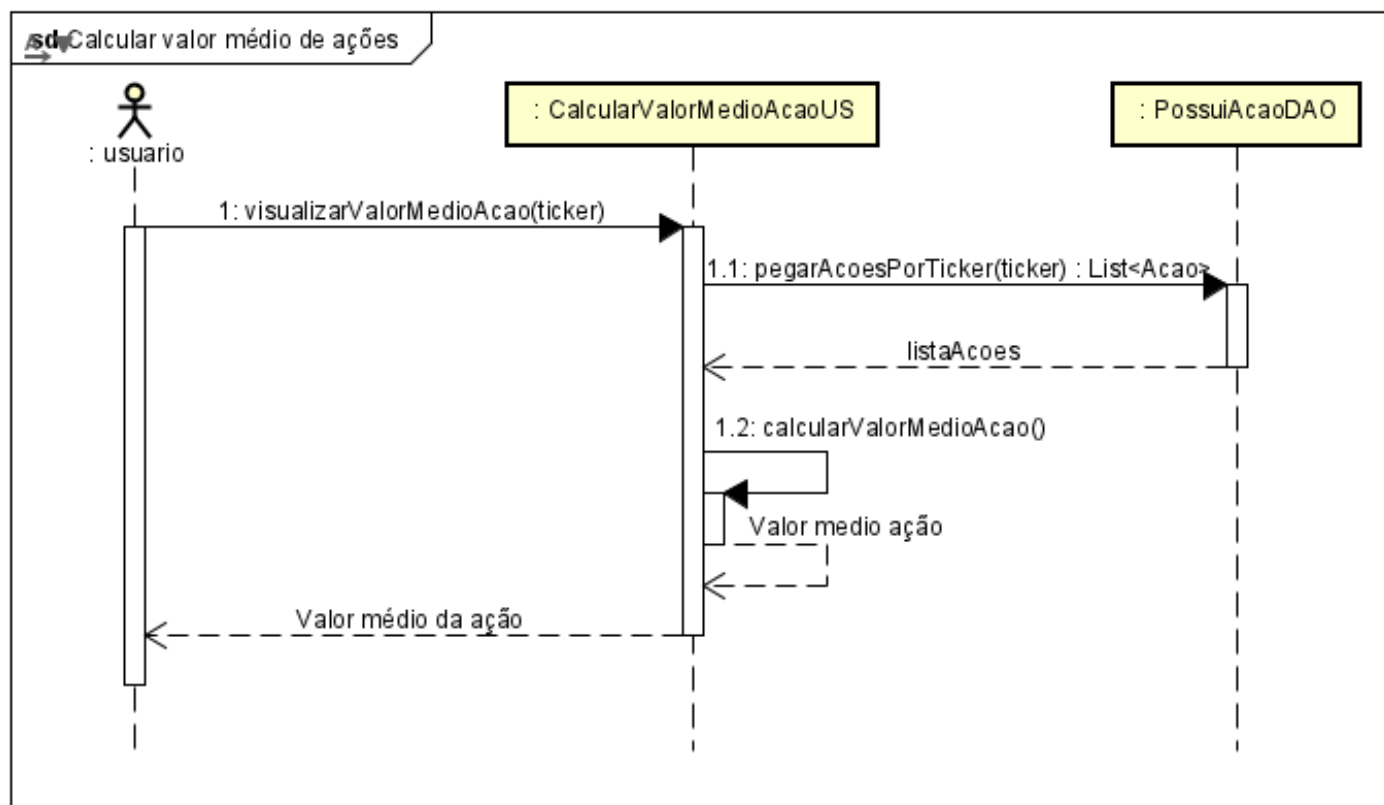 sd Calcular valor médio de ações
: usuario
: CalcularValorMedioAcaoUS
: PossuiAcaoDAO
1: visualizarValorMedioAcao(ticker)
1.1: pegarAcoesPorTicker(ticker) : List<Acao>
listaAcoes
1.2: calcularValorMedioAcao()
Valor medio ação
Valor médio da ação